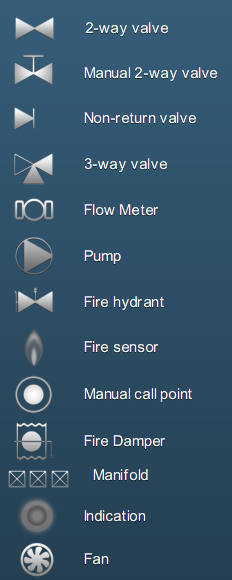 2-way valve
Manual 2-way valve
Non-return valve
3-way valve
Flow Meter
Pump
Fire hydrant
Fire sensor
Manual call point
Fire Damper
Manifold
Indication
Fan